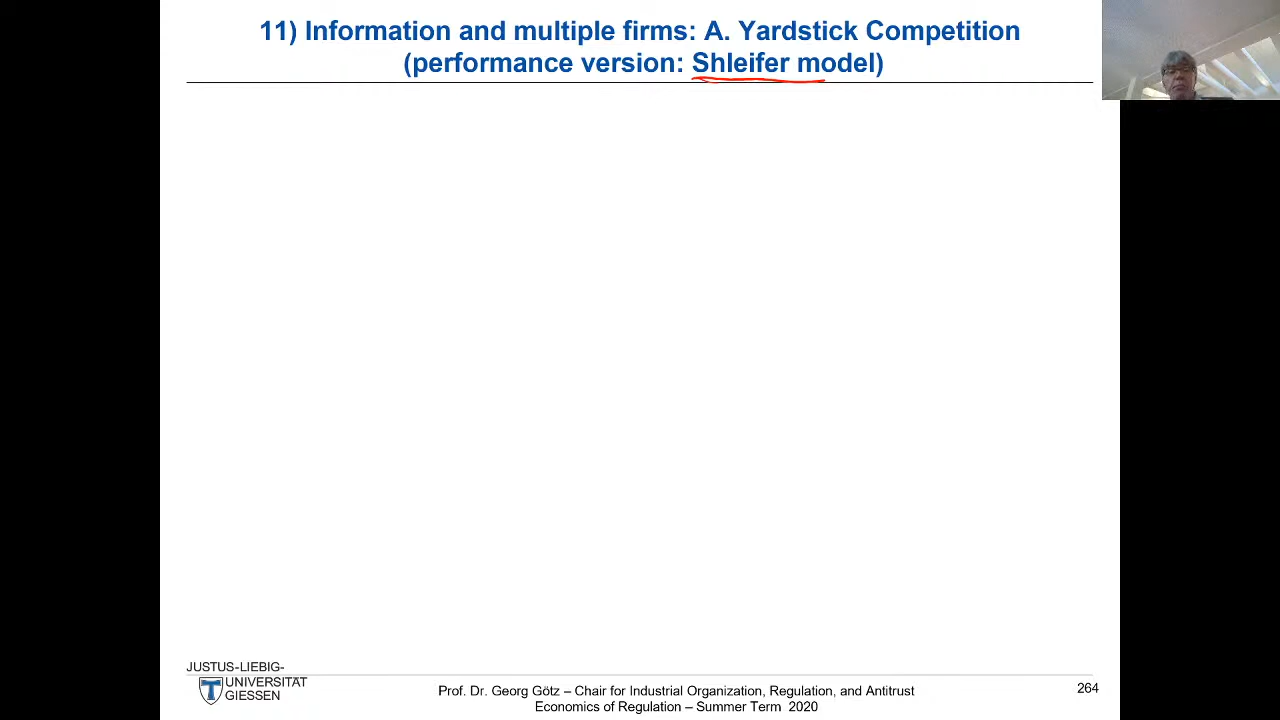 11) Information and multiple firms: A. Yardstick Competition
(performance version: Shleifer model)
JUSTUS-LIEBIG-
UNIVERSITÄT
GIESSEN
Prof. Dr. Georg Götz – Chair for Industrial Organization, Regulation, and Antitrust
Economics of Regulation – Summer Term 2020
264